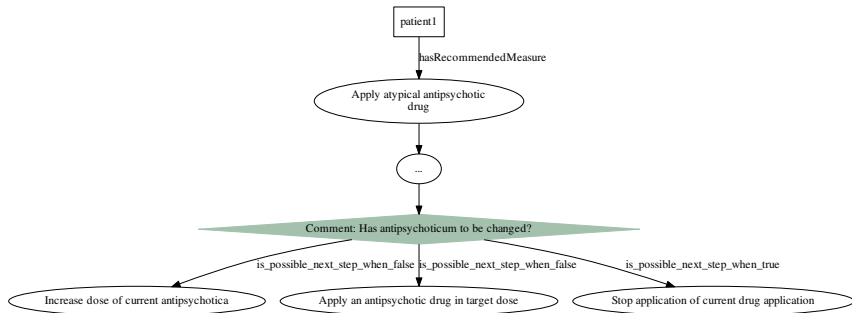 patient1
hasRecommendedMeasure
Apply atypical antipsychotic
drug
...
Comment: Has antipsychoticum to be changed?
is_possible_next_step_when_false
is_possible_next_step_when_false
is_possible_next_step_when_true
Increase dose of current antipsychotica
Apply an antipsychotic drug in target dose
Stop application of current drug application